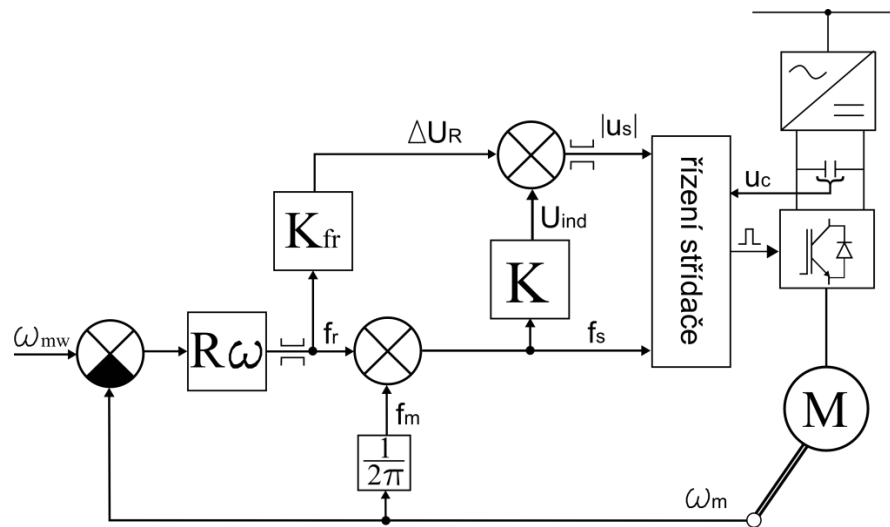 ΔU_R
|u_s|
řízení střídače
u_c
K_fr
U_ind
K
ω_mw
Rω
f_r
f_s
f_m
1/2π
M
ω_m